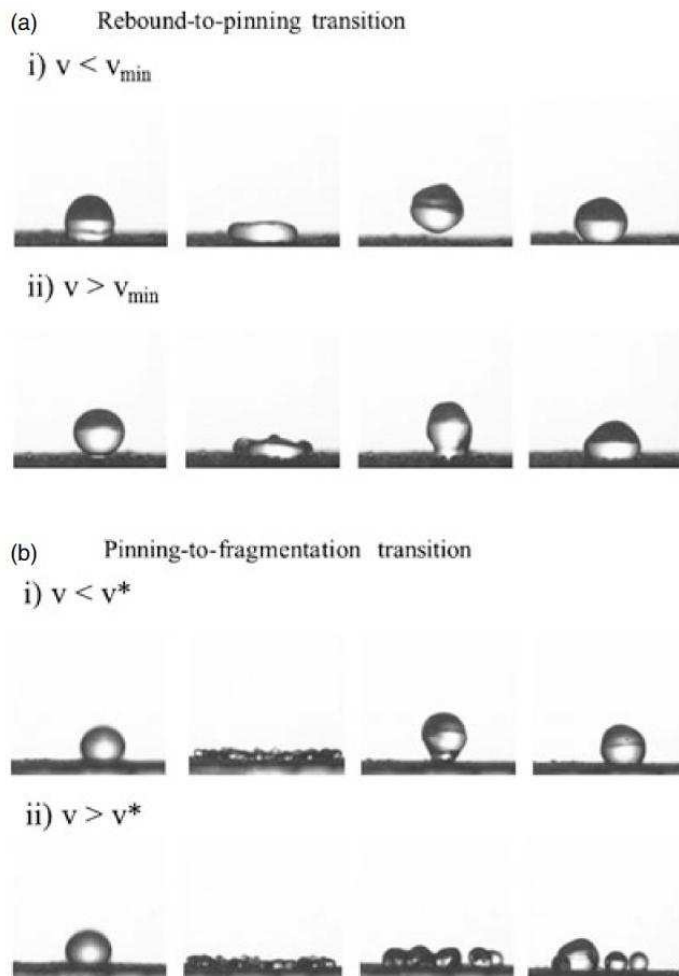 (a) Rebound-to-pinning transition
i) v < vmin
ii) v > vmin
(b) Pinning-to-fragmentation transition
i) v < v*
ii) v > v*